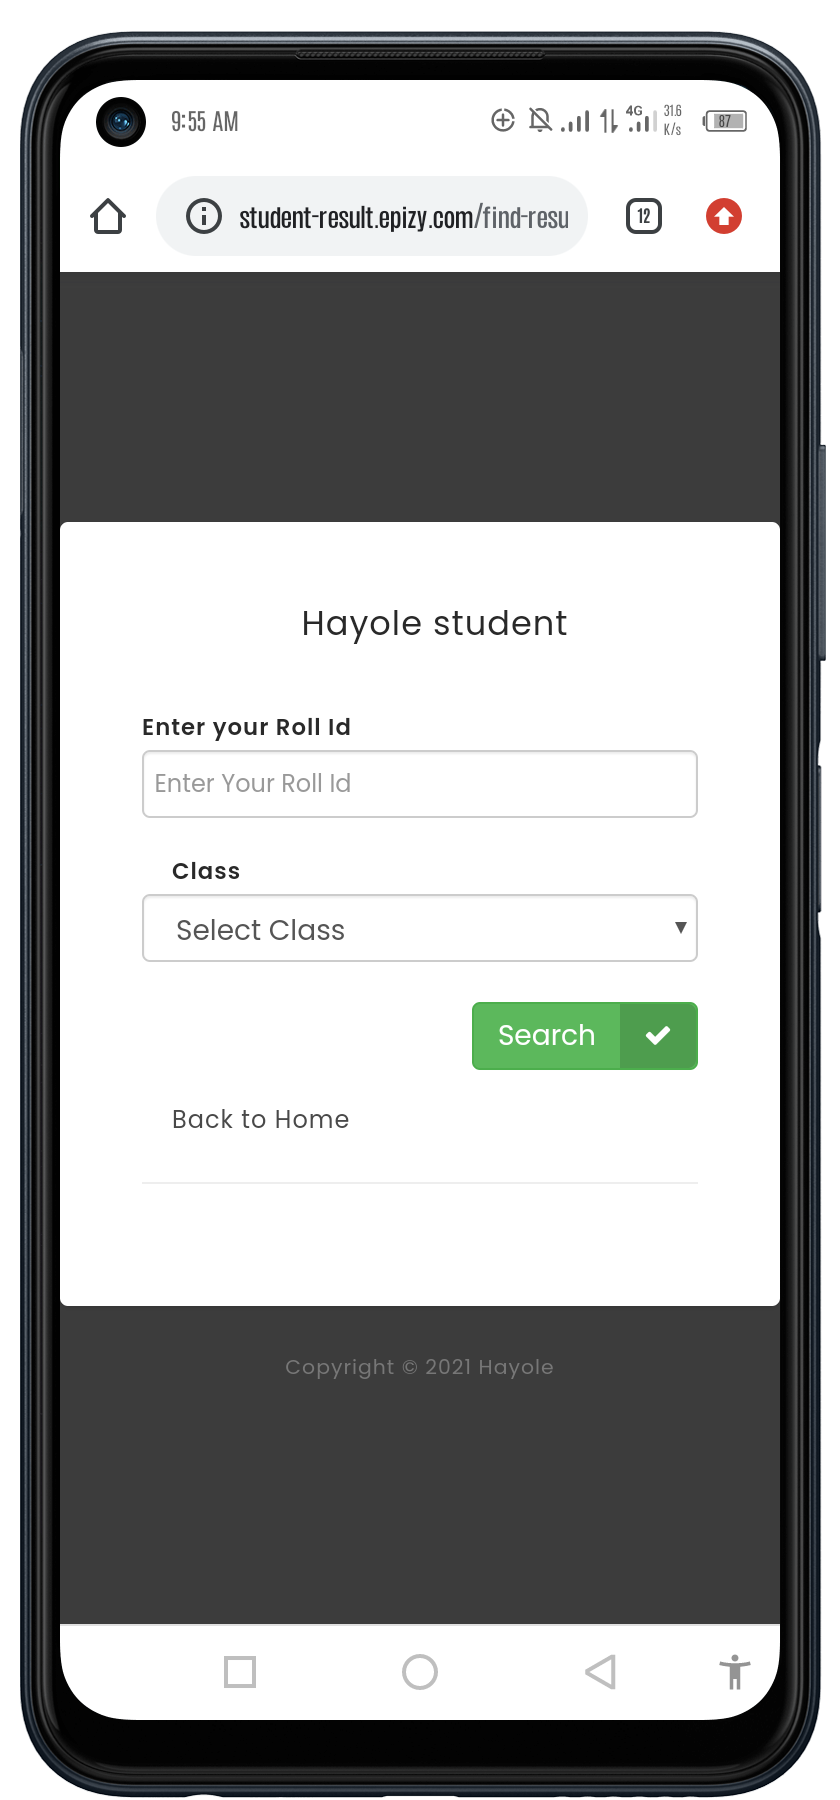 9:55 AM
4G
31.6
K/s
87
student-result.epizy.com/find-resu
12
Hayole student
Enter your Roll Id
Enter Your Roll Id
Class
Select Class
Search
Back to Home
Copyright © 2021 Hayole